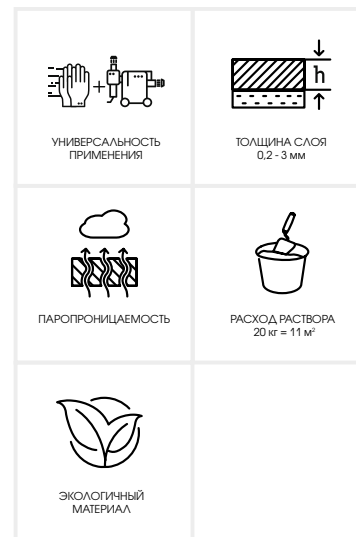 h
УНИВЕРСАЛЬНОСТЬ
ПРИМЕНЕНИЯ
ТОЛЩИНА СЛОЯ
0,2 - 3 мм
ПАРОПРОНИЦАЕМОСТЬ
РАСХОД РАСТВОРА
20 кг = 11 м²
ЭКОЛОГИЧНЫЙ
МАТЕРИАЛ